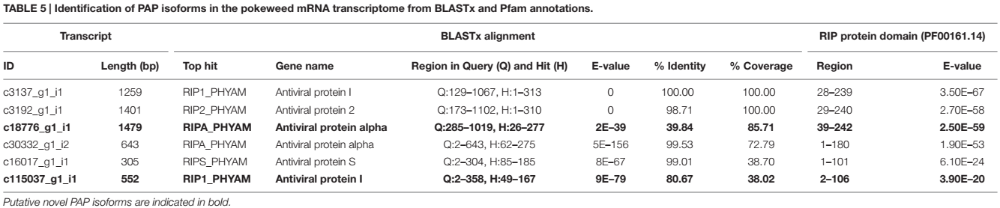 TABLE 5 | Identification of PAP isoforms in the pokeweed mRNA transcriptome from BLASTx and Pfam annotations.
Transcript BLASTx alignment RIP protein domain (PF00161.14)
ID Length (bp) Top hit Gene name Region in Query (Q) and Hit (H) E-value % Identity % Coverage Region E-value
c3137_g1_i1 1259 RIP1_PHYAM Antiviral protein I Q:129–1067, H:1–313 0 100.00 100.00 28–239 3.50E–67
c3192_g1_i1 1401 RIP2_PHYAM Antiviral protein 2 Q:173–1102, H:1–310 0 98.71 100.00 29–240 2.70E–58
c18776_g1_i1 1479 RIPA_PHYAM Antiviral protein alpha Q:285–1019, H:26–277 2E–39 39.84 85.71 39–242 2.50E–59
c30332_g1_i2 643 RIPA_PHYAM Antiviral protein alpha Q:2–643, H:62–275 5E–156 99.53 72.79 1–180 1.90E–53
c16017_g1_i1 305 RIPS_PHYAM Antiviral protein S Q:2–304, H:85–185 8E–67 99.01 38.70 1–101 6.10E–24
c115037_g1_i1 552 RIP1_PHYAM Antiviral protein I Q:2–358, H:49–167 9E–79 80.67 38.02 2–106 3.90E–20
Putative novel PAP isoforms are indicated in bold.